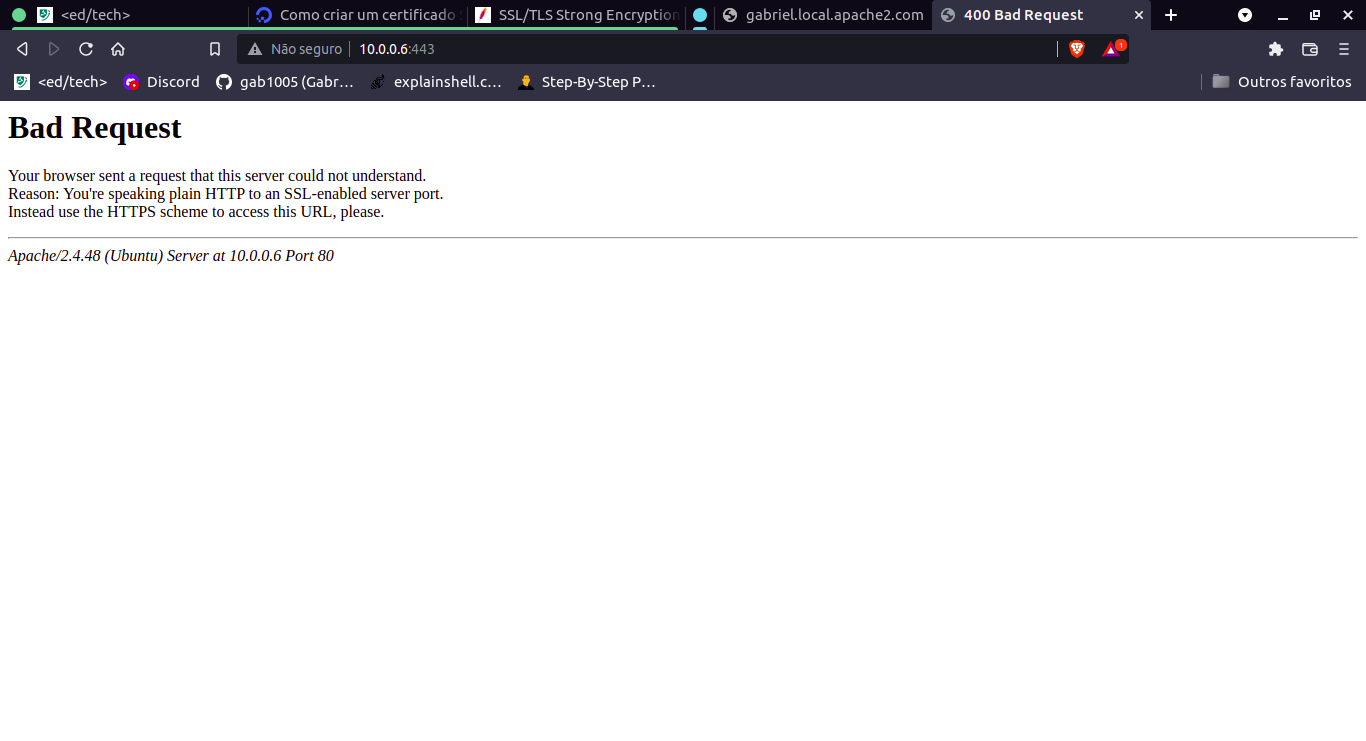 <ed/tech>
Como criar um certificado
SSL/TLS Strong Encryption
gabriel.local.apache2.com
400 Bad Request
Não seguro
10.0.0.6:443
1
<ed/tech>
Discord
gab1005 (Gabr...
explainshell.c...
Step-By-Step P...
Outros favoritos
Bad Request
Your browser sent a request that this server could not understand.
Reason: You're speaking plain HTTP to an SSL-enabled server port.
Instead use the HTTPS scheme to access this URL, please.
Apache/2.4.48 (Ubuntu) Server at 10.0.0.6 Port 80